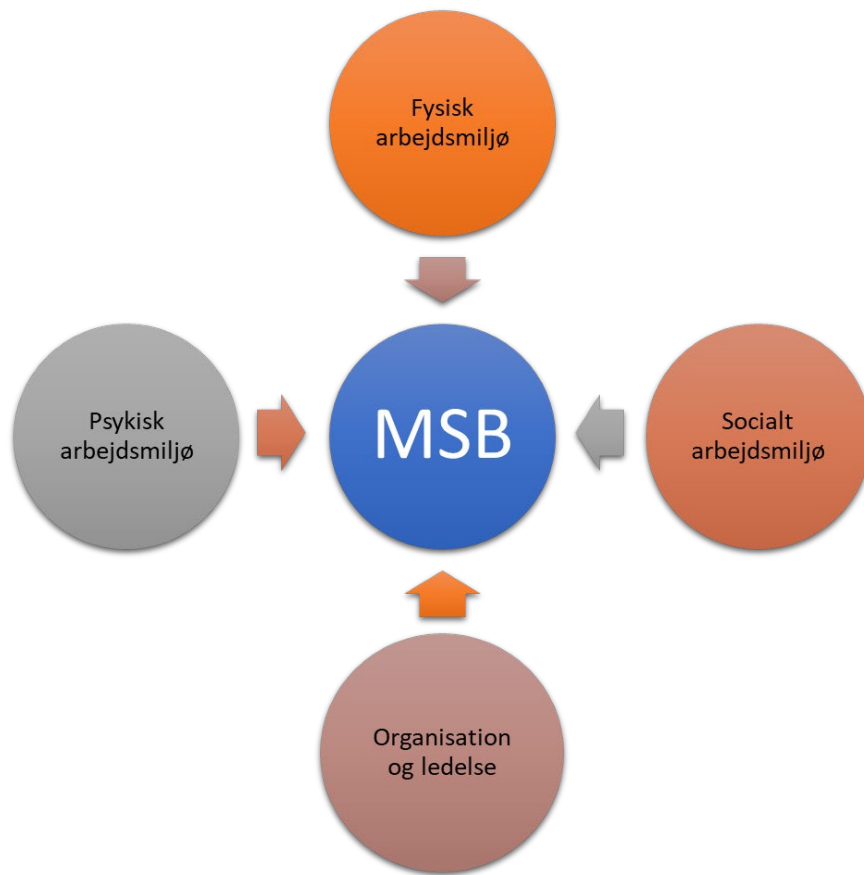 Fysisk
arbejdsmiljø
Psykisk
arbejdsmiljø
MSB
Socialt
arbejdsmiljø
Organisation
og ledelse